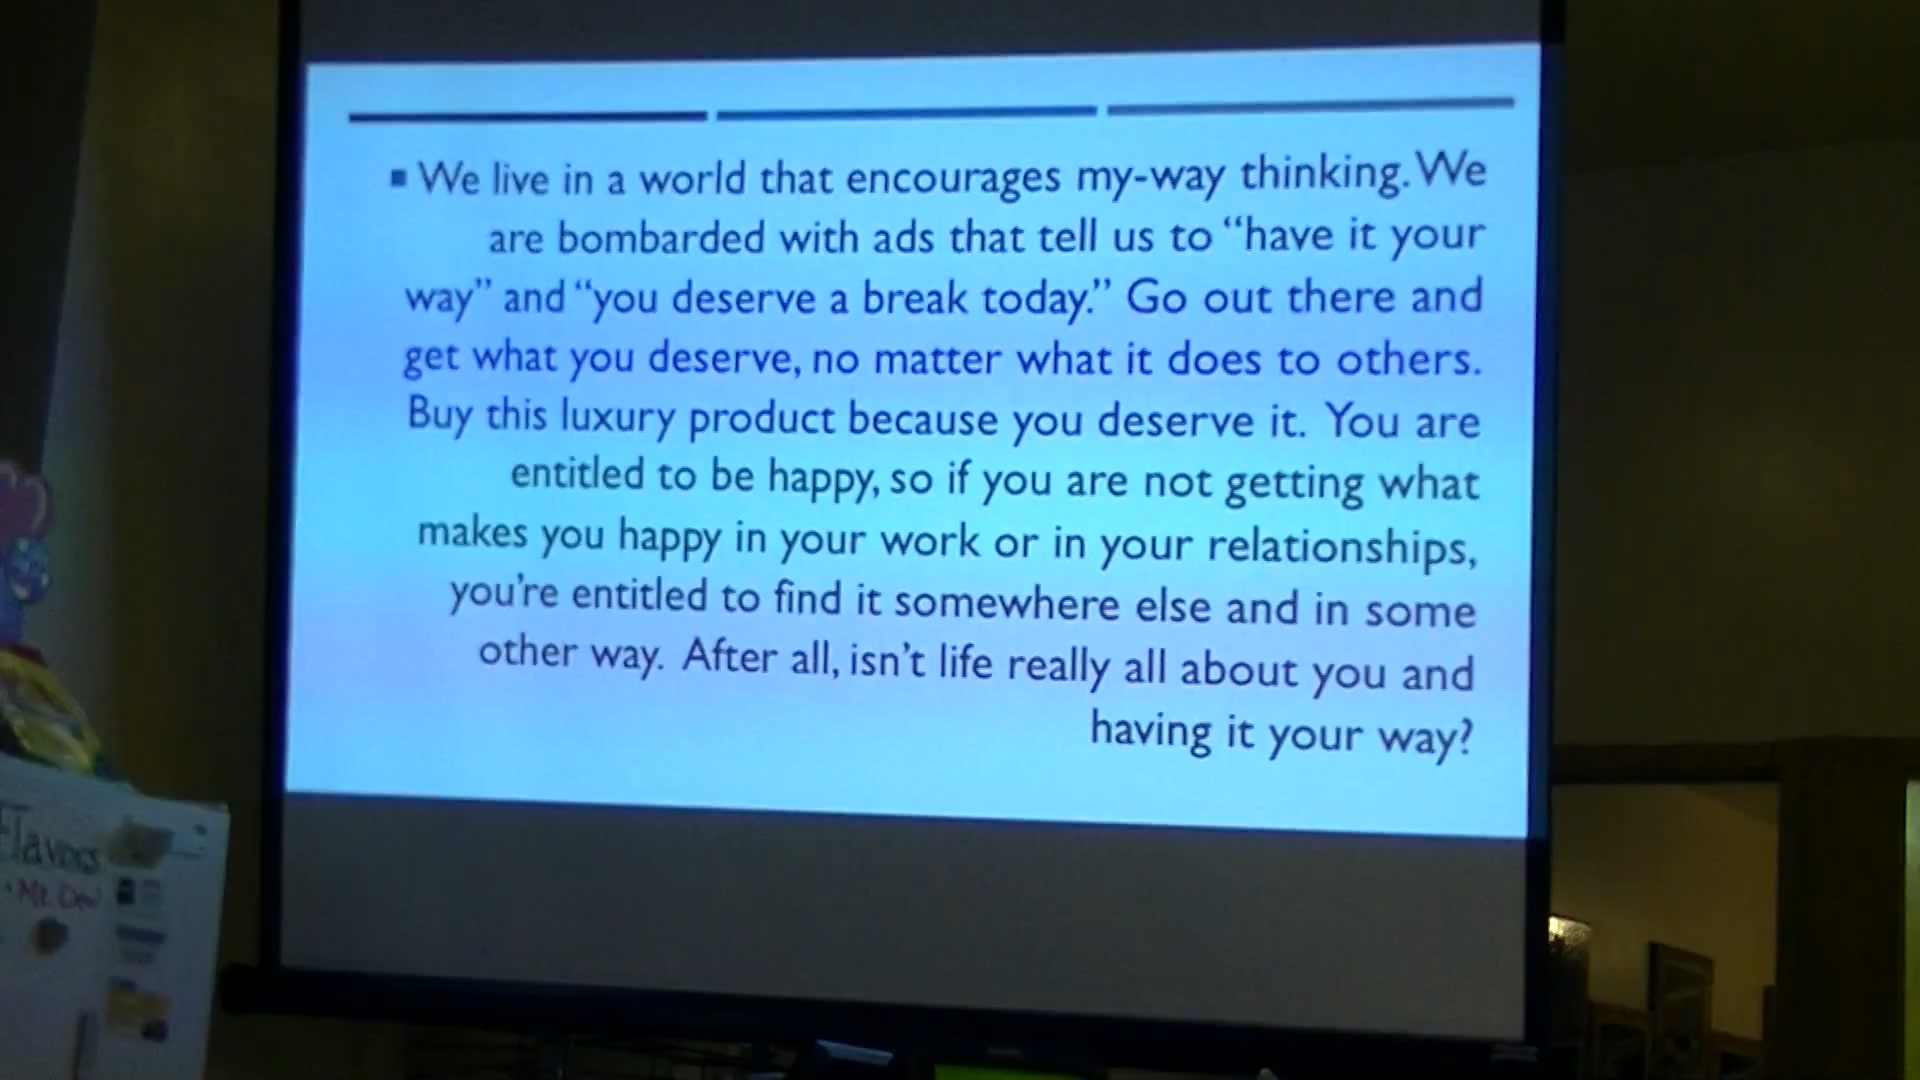 ▪ We live in a world that encourages my-way thinking. We
are bombarded with ads that tell us to “have it your
way” and “you deserve a break today.” Go out there and
get what you deserve, no matter what it does to others.
Buy this luxury product because you deserve it. You are
entitled to be happy, so if you are not getting what
makes you happy in your work or in your relationships,
you’re entitled to find it somewhere else and in some
other way. After all, isn’t life really all about you and
having it your way?
Flavors